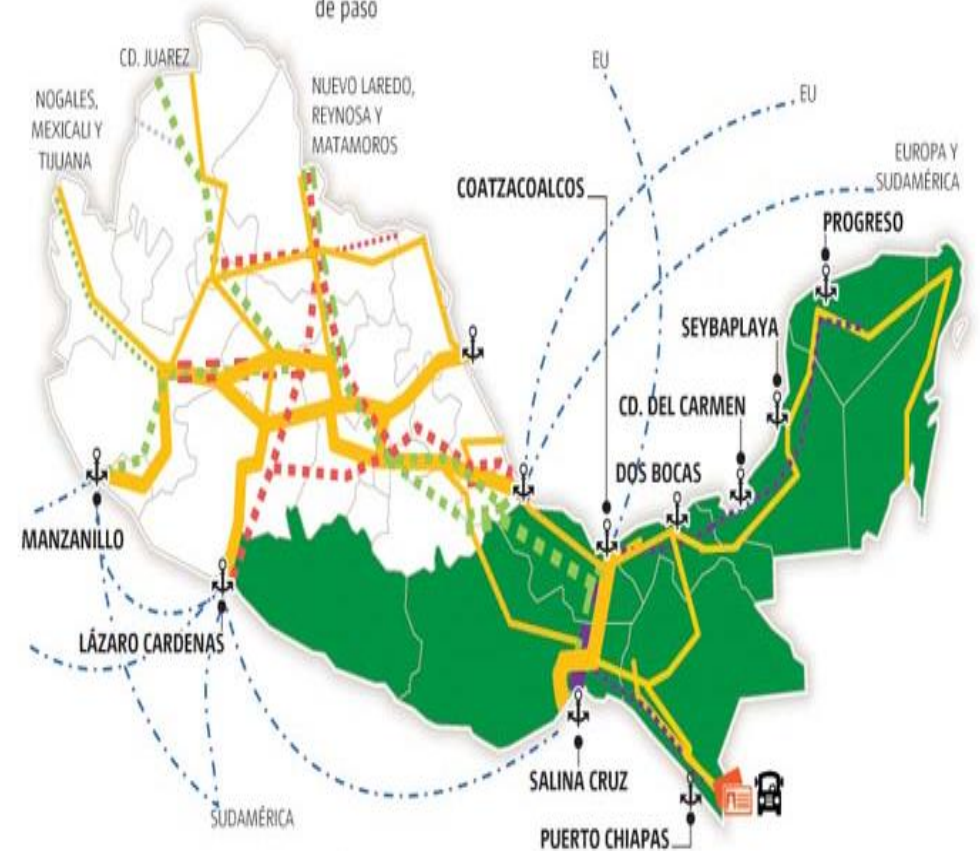 de paso
CD. JUAREZ
NOGALES,
MEXICALI Y
TIJUANA
NUEVO LAREDO,
REYNOSA Y
MATAMOROS
EU
EU
EUROPA Y
SUDAMÉRICA
COATZACOALCOS
PROGRESO
SEYBAPLAYA
CD. DEL CARMEN
DOS BOCAS
MANZANILLO
LÁZARO CARDENAS
SALINA CRUZ
SUDAMÉRICA
PUERTO CHIAPAS